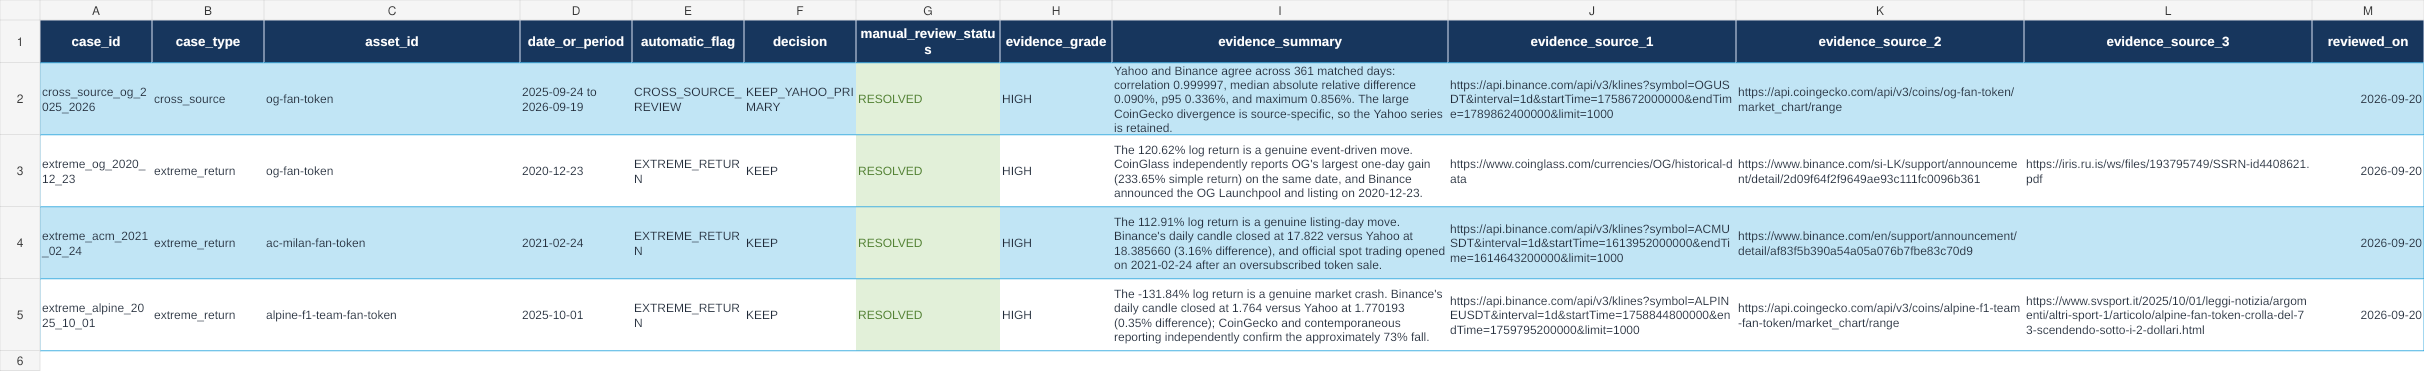 A B C D E F G H I J K L M
1 case_id case_type asset_id date_or_period automatic_flag decision manual_review_statu
s evidence_grade evidence_summary evidence_source_1 evidence_source_2 evidence_source_3 reviewed_on
2
cross_source_og_2
025_2026
cross_source
og-fan-token
2025-09-24 to
2026-09-19
CROSS_SOURCE_
REVIEW
KEEP_YAHOO_PRI
MARY
RESOLVED
HIGH
Yahoo and Binance agree across 361 matched days:
correlation 0.999997, median absolute relative difference
0.090%, p95 0.336%, and maximum 0.856%. The large
CoinGecko divergence is source-specific, so the Yahoo series
is retained.
https://api.binance.com/api/v3/klines?symbol=OGUS
DT&interval=1d&startTime=1758672000000&endTim
e=1789862400000&limit=1000
https://api.coingecko.com/api/v3/coins/og-fan-token/
market_chart/range
2026-09-20
3
extreme_og_2020_
12_23
extreme_return
og-fan-token
2020-12-23
EXTREME_RETUR
N
KEEP
RESOLVED
HIGH
The 120.62% log return is a genuine event-driven move.
CoinGlass independently reports OG's largest one-day gain
(233.65% simple return) on the same date, and Binance
announced the OG Launchpool and listing on 2020-12-23.
https://www.coinglass.com/currencies/OG/historical-d
ata
https://www.binance.com/si-LK/support/announceme
nt/detail/2d09f64f2f9649ae93c111fc0096b361
https://iris.ru.is/ws/files/193795749/SSRN-id4408621.
pdf
2026-09-20
4
extreme_acm_2021
_02_24
extreme_return
ac-milan-fan-token
2021-02-24
EXTREME_RETUR
N
KEEP
RESOLVED
HIGH
The 112.91% log return is a genuine listing-day move.
Binance's daily candle closed at 17.822 versus Yahoo at
18.385660 (3.16% difference), and official spot trading opened
on 2021-02-24 after an oversubscribed token sale.
https://api.binance.com/api/v3/klines?symbol=ACMU
SDT&interval=1d&startTime=1613952000000&endTi
me=1614643200000&limit=1000
https://www.binance.com/en/support/announcement/
detail/af83f5b390a54a05a076b7fbe83c70d9
2026-09-20
5
extreme_alpine_20
25_10_01
extreme_return
alpine-f1-team-fan-token
2025-10-01
EXTREME_RETUR
N
KEEP
RESOLVED
HIGH
The -131.84% log return is a genuine market crash. Binance's
daily candle closed at 1.764 versus Yahoo at 1.770193
(0.35% difference); CoinGecko and contemporaneous
reporting independently confirm the approximately 73% fall.
https://api.binance.com/api/v3/klines?symbol=ALPIN
EUSDT&interval=1d&startTime=1758844800000&en
dTime=1759795200000&limit=1000
https://api.coingecko.com/api/v3/coins/alpine-f1-team
-fan-token/market_chart/range
https://www.svsport.it/2025/10/01/leggi-notizia/argom
enti/altri-sport-1/articolo/alpine-fan-token-crolla-del-7
3-scendendo-sotto-i-2-dollari.html
2026-09-20
6